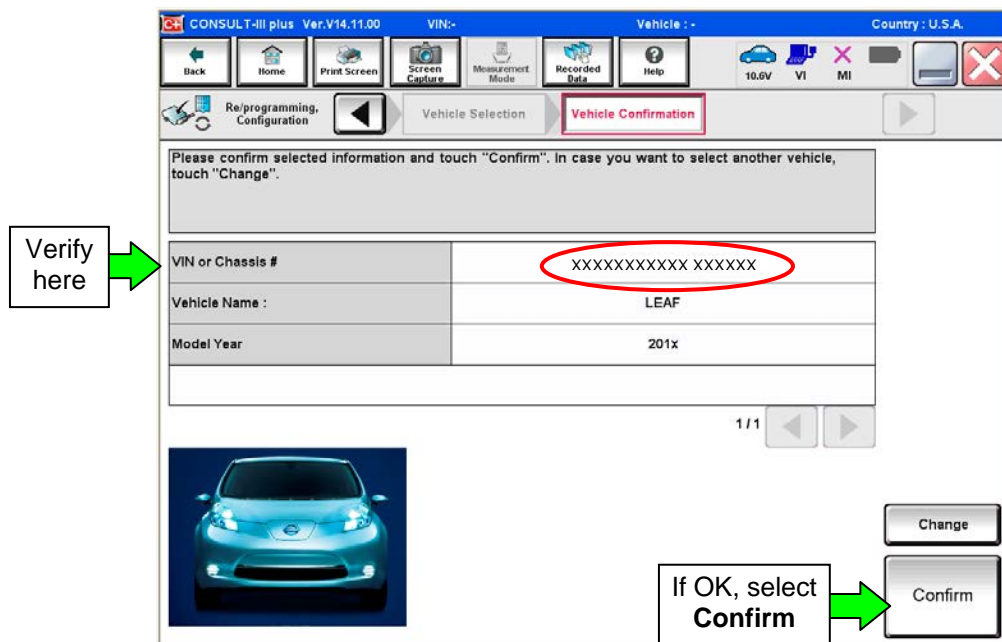 CONSULT-III plus Ver.V14.11.00 VIN:- Vehicle : - Country : U.S.A.
Back Home Print Screen Screen Capture Measurement Mode Recorded Data Help 10.6V VI MI
Re/programming, Configuration Vehicle Selection Vehicle Confirmation
Please confirm selected information and touch "Confirm". In case you want to select another vehicle,
touch "Change".
Verify
here
VIN or Chassis # XXXXXXXXXXX XXXXXX
Vehicle Name : LEAF
Model Year 201x
1/1
Change
If OK, select
Confirm
Confirm